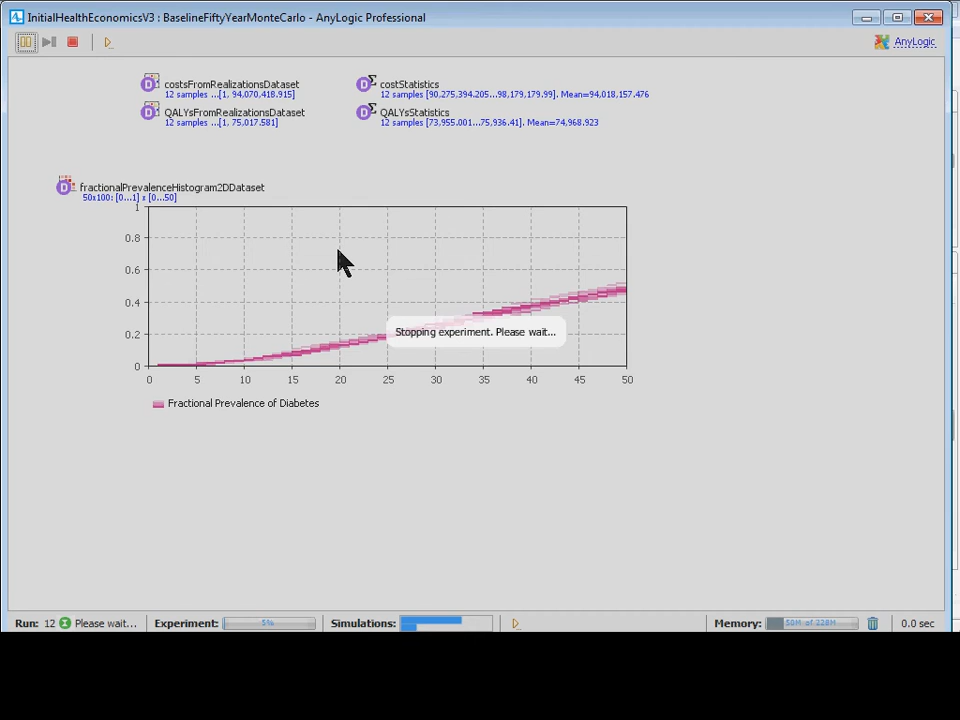 InitialHealthEconomicsV3 : BaselineFiftyYearMonteCarlo - AnyLogic Professional
AnyLogic
costsFromRealizationsDataset
12 samples ...[1, 94,070,418.915]
costStatistics
12 samples [90,275,394.205...98,179,179.99]. Mean=94,018,157.476
QALYsFromRealizationsDataset
12 samples ...[1, 75,017.581]
QALYsStatistics
12 samples [73,955.001...75,936.41]. Mean=74,968.923
fractionalPrevalenceHistogram2DDataset
50x100: [0...1] x [0...50]
1
0.8
0.6
0.4
0.2
0
Stopping experiment. Please wait...
0 5 10 15 20 25 30 35 40 45 50
Fractional Prevalence of Diabetes
Run: 12 Please wait... Experiment: 5% Simulations: Memory: 50M of 228M 0.0 sec